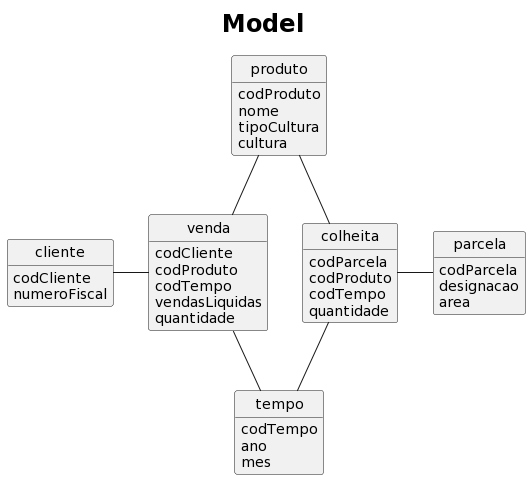 Model
produto
codProduto
nome
tipoCultura
cultura
cliente
codCliente
numeroFiscal
venda
codCliente
codProduto
codTempo
vendasLiquidas
quantidade
colheita
codParcela
codProduto
codTempo
quantidade
parcela
codParcela
designacao
area
tempo
codTempo
ano
mes